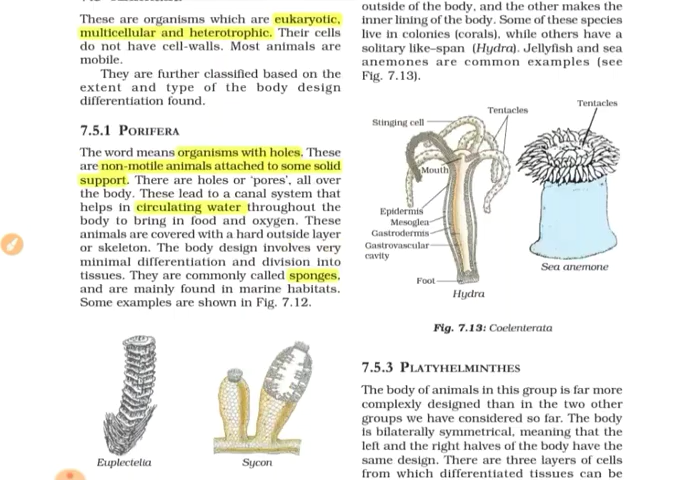 These are organisms which are eukaryotic,
multicellular and heterotrophic. Their cells
do not have cell-walls. Most animals are
mobile.
They are further classified based on the
extent and type of the body design
differentiation found.
7.5.1 PORIFERA
The word means organisms with holes. These
are non-motile animals attached to some solid
support. There are holes or 'pores', all over
the body. These lead to a canal system that
helps in circulating water throughout the
body to bring in food and oxygen. These
animals are covered with a hard outside layer
or skeleton. The body design involves very
minimal differentiation and division into
tissues. They are commonly called sponges,
and are mainly found in marine habitats.
Some examples are shown in Fig. 7.12.
Euplectelia
Sycon
outside of the body, and the other makes the
inner lining of the body. Some of these species
live in colonies (corals), while others have a
solitary like–span (Hydra). Jellyfish and sea
anemones are common examples (see
Fig. 7.13).
Stinging cell
Tentacles
Mouth
Epidermis
Mesoglea
Gastrodermis
Gastrovascular
cavity
Foot
Hydra
Tentacles
Sea anemone
Fig. 7.13: Coelenterata
7.5.3 PLATYHELMINTHES
The body of animals in this group is far more
complexly designed than in the two other
groups we have considered so far. The body
is bilaterally symmetrical, meaning that the
left and the right halves of the body have the
same design. There are three layers of cells
from which differentiated tissues can be